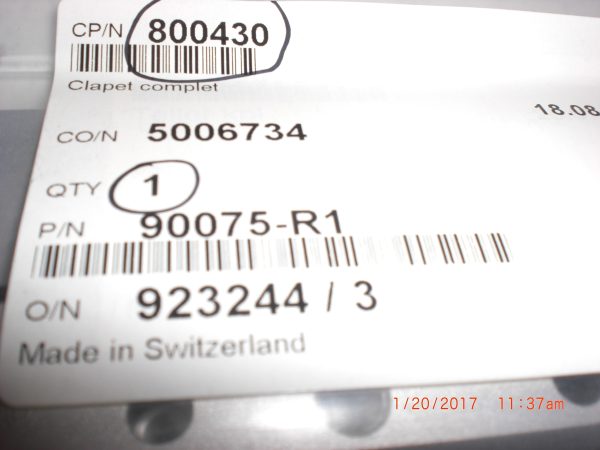 CP/N 800430
Clapet complet
18.08
CO/N 5006734
QTY 1
P/N 90075-R1
O/N 923244 / 3
Made in Switzerland
1/20/2017 11:37am